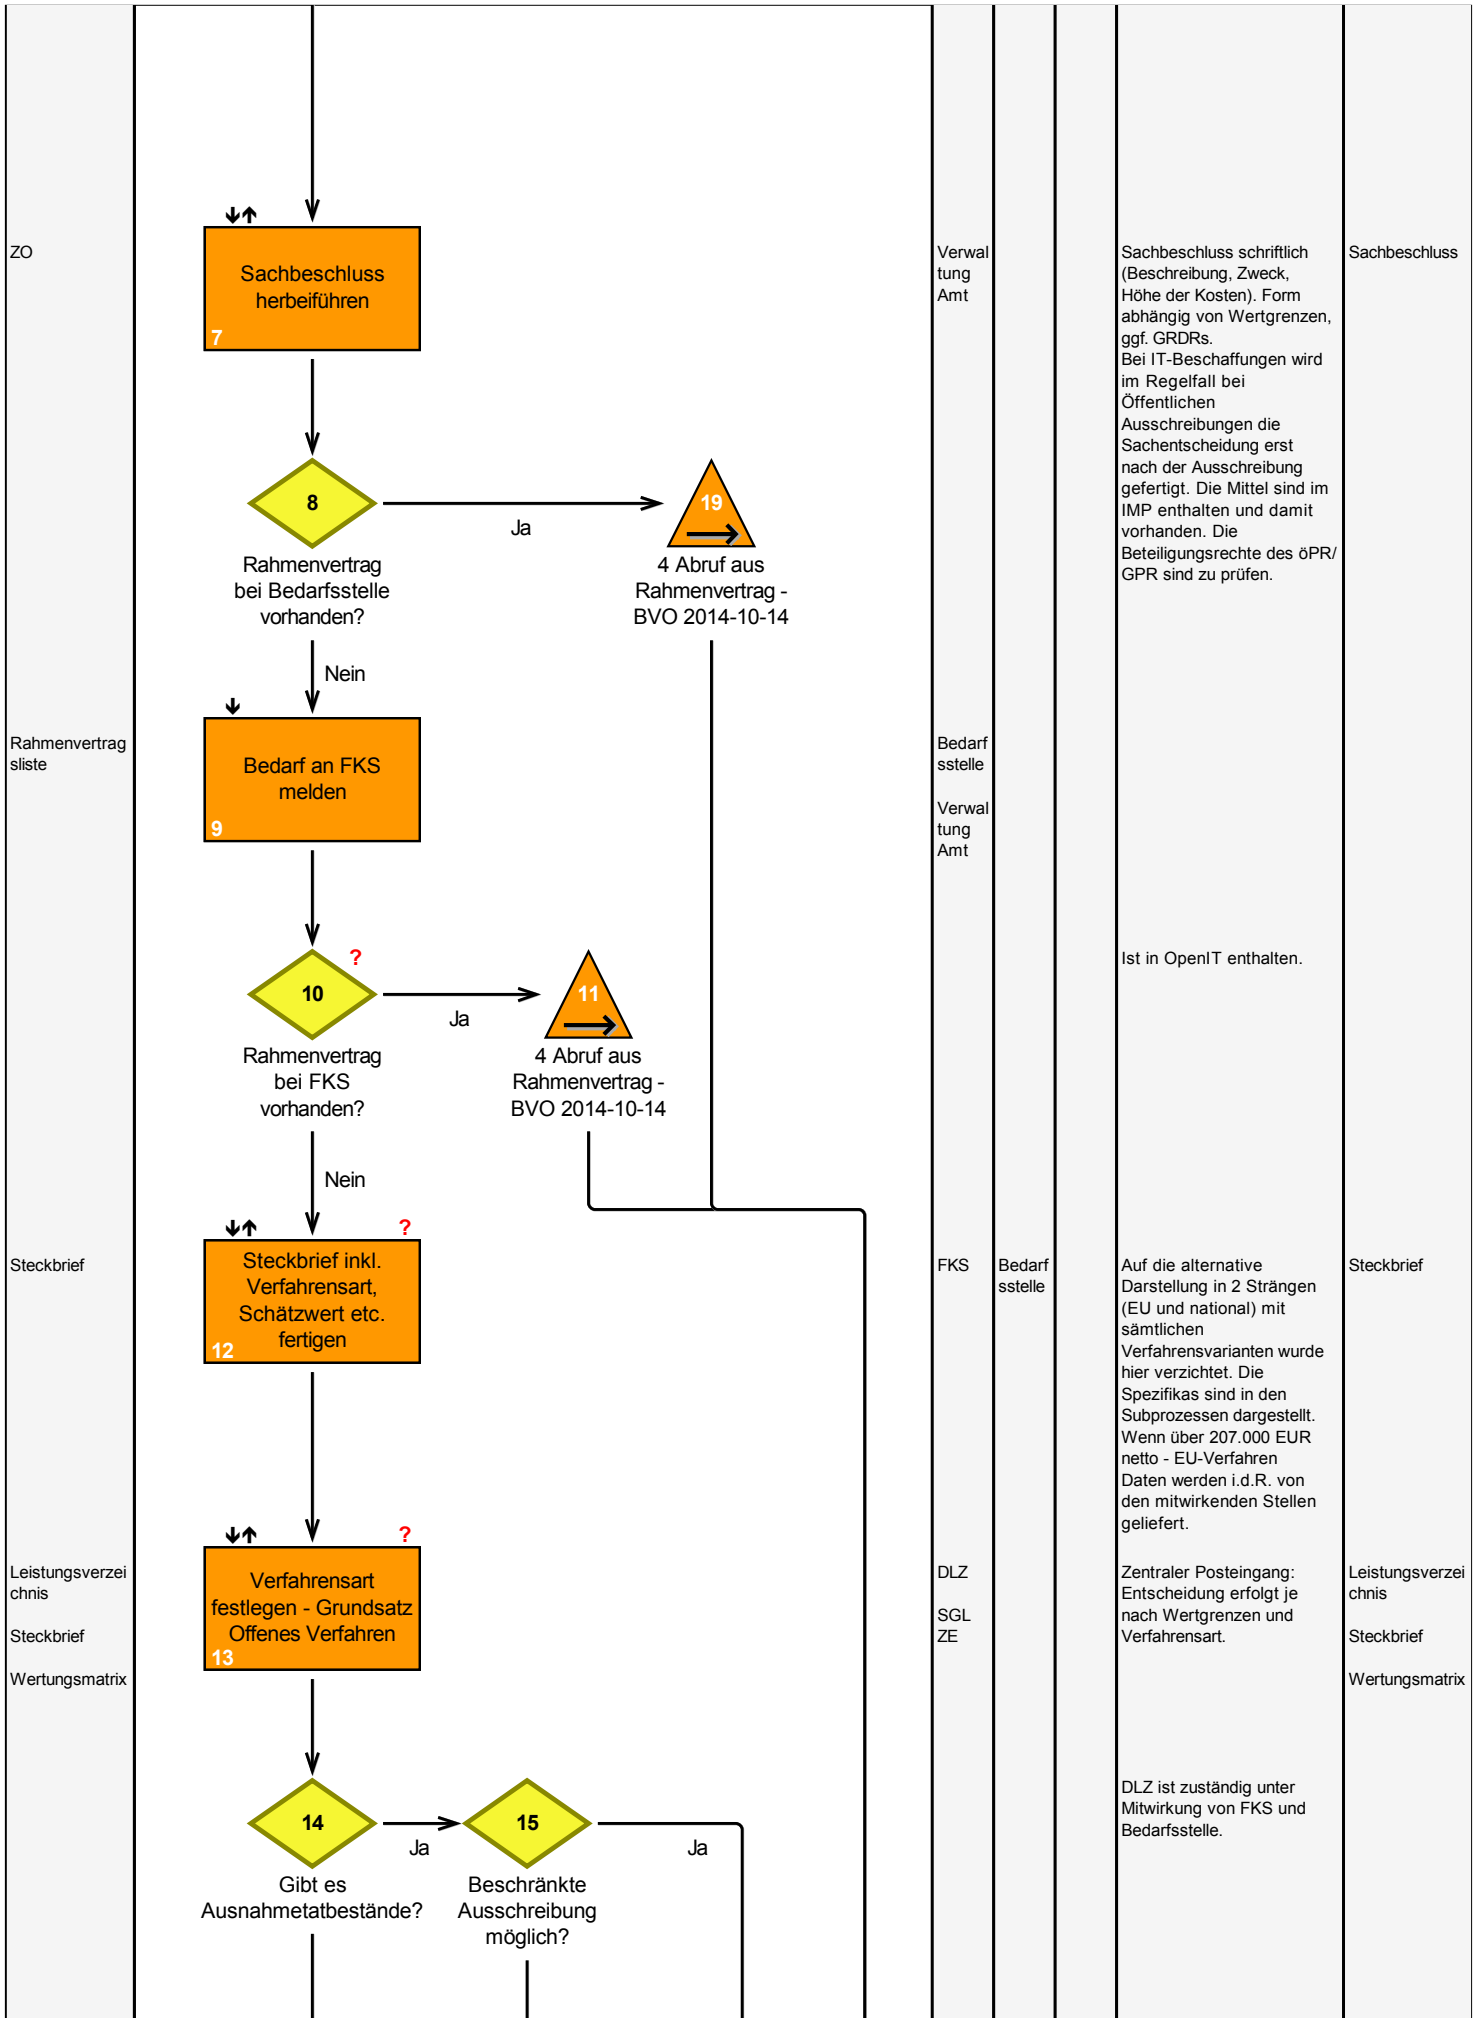 ZO
Sachbeschluss
herbeiführen
7
Verwal
tung
Amt
Sachbeschluss schriftlich
(Beschreibung, Zweck,
Höhe der Kosten). Form
abhängig von Wertgrenzen,
ggf. GRDRs.
Bei IT-Beschaffungen wird
im Regelfall bei
Öffentlichen
Ausschreibungen die
Sachentscheidung erst
nach der Ausschreibung
gefertigt. Die Mittel sind im
IMP enthalten und damit
vorhanden. Die
Beteiligungsrechte des öPR/
GPR sind zu prüfen.
Sachbeschluss
8
Ja
19
Rahmenvertrag
bei Bedarfsstelle
vorhanden?
4 Abruf aus
Rahmenvertrag -
BVO 2014-10-14
Nein
Rahmenvertrag
sliste
Bedarf an FKS
melden
9
Bedarf
sstelle
Verwal
tung
Amt
?
10
Ja
11
Ist in OpenIT enthalten.
Rahmenvertrag
bei FKS
vorhanden?
4 Abruf aus
Rahmenvertrag -
BVO 2014-10-14
Nein
?
Steckbrief
Steckbrief inkl.
Verfahrensart,
Schätzwert etc.
fertigen
12
FKS
Bedarf
sstelle
Auf die alternative
Darstellung in 2 Strängen
(EU und national) mit
sämtlichen
Verfahrensvarianten wurde
hier verzichtet. Die
Spezifikas sind in den
Subprozessen dargestellt.
Wenn über 207.000 EUR
netto - EU-Verfahren
Daten werden i.d.R. von
den mitwirkenden Stellen
geliefert.
Steckbrief
?
Leistungsverzei
chnis
Steckbrief
Wertungsmatrix
Verfahrensart
festlegen - Grundsatz
Offenes Verfahren
13
DLZ
SGL
ZE
Zentraler Posteingang:
Entscheidung erfolgt je
nach Wertgrenzen und
Verfahrensart.
Leistungsverzei
chnis
Steckbrief
Wertungsmatrix
14
Ja
15
Ja
DLZ ist zuständig unter
Mitwirkung von FKS und
Bedarfsstelle.
Gibt es
Ausnahmetatbestände?
Beschränkte
Ausschreibung
möglich?